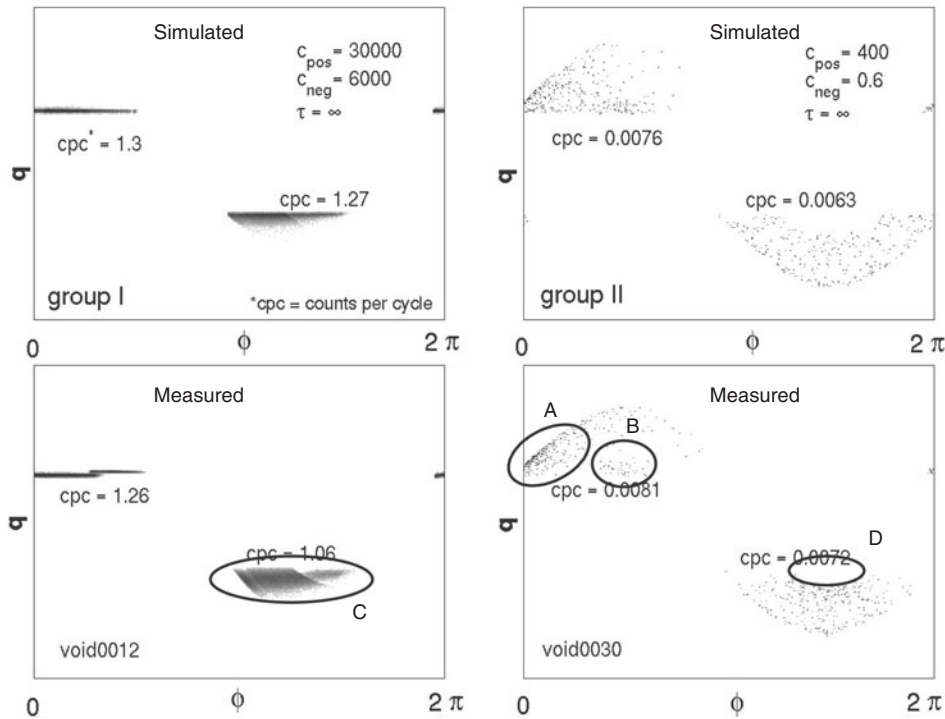 Simulated
c_pos = 30000
c_neg = 6000
τ = ∞
cpc* = 1.3
q
cpc = 1.27
group I
*cpc = counts per cycle
0
ϕ
2 π
Simulated
c_pos = 400
c_neg = 0.6
τ = ∞
cpc = 0.0076
q
cpc = 0.0063
group II
0
ϕ
2 π
Measured
cpc = 1.26
q
cpc = 1.06
C
void0012
0
ϕ
2 π
Measured
A
B
cpc = 0.0081
q
D
cpc = 0.0072
void0030
0
ϕ
2 π